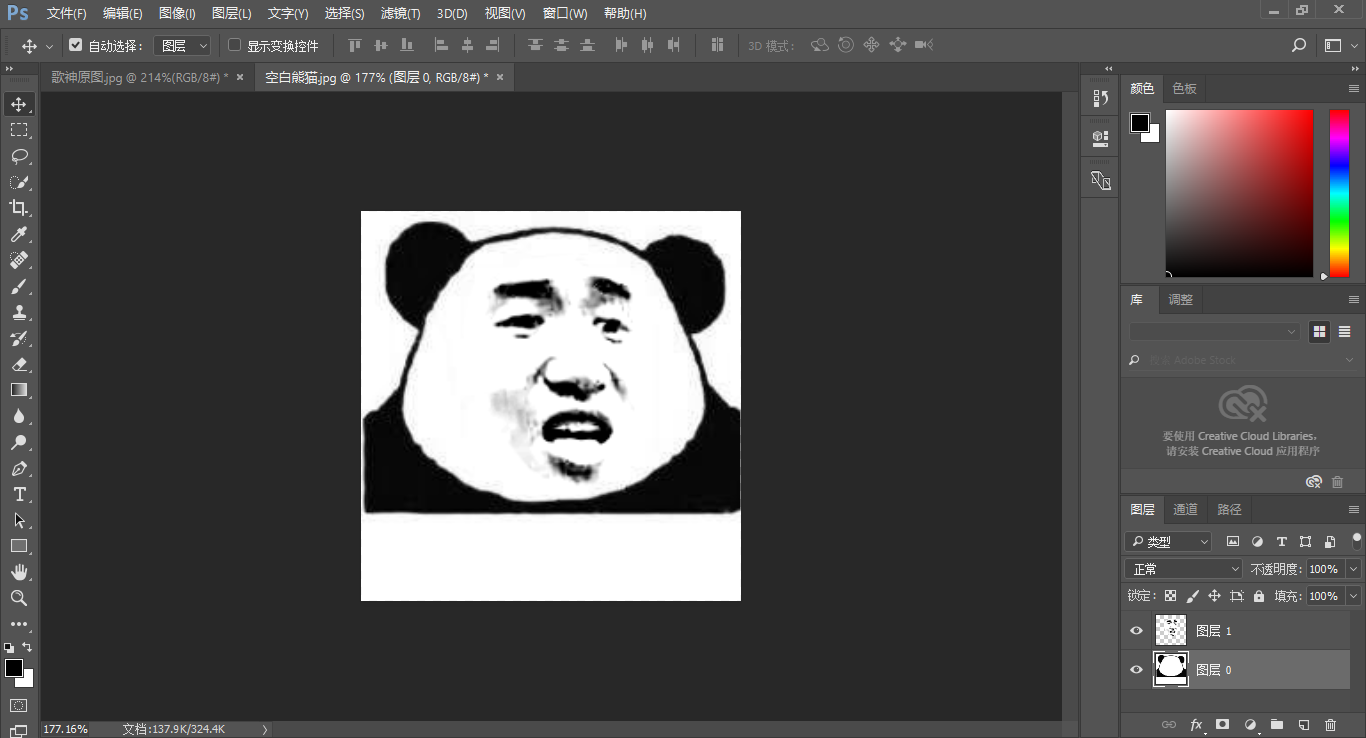 Ps 文件(F) 编辑(E) 图像(I) 图层(L) 文字(Y) 选择(S) 滤镜(T) 3D(D) 视图(V) 窗口(W) 帮助(H)
自动选择: 图层 显示变换控件 3D 模式:
歌神原图.jpg @ 214%(RGB/8#) * × 空白熊猫.jpg @ 177% (图层 0, RGB/8#) * ×
颜色 色板
库 调整
搜索 Adobe Stock
要使用 Creative Cloud Libraries,
请安装 Creative Cloud 应用程序
图层 通道 路径
类型
正常 不透明度: 100%
锁定: 填充: 100%
图层 1
图层 0
177.16% 文档:137.9K/324.4K